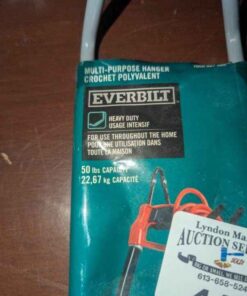 MULTI-PURPOSE HANGER
CROCHET POLYVALENT
EVERBILT
HEAVY DUTY
USAGE INTENSIF
FOR USE THROUGHOUT THE HOME
POUR UNE UTILISATION DANS
TOUTE LA MAISON
50 lbs CAPACITY
22,67 kg CAPACITÉ
Lyndon Ma
AUCTION SE
613-658-524